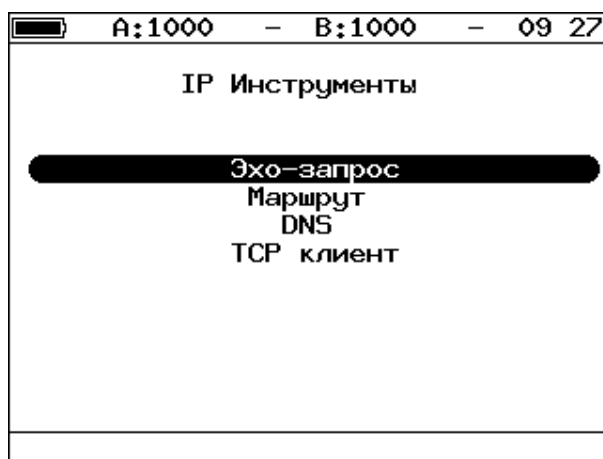 A:1000 – B:1000 – 09 27
IP Инструменты
Эхо-запрос
Маршрут
DNS
TCP клиент